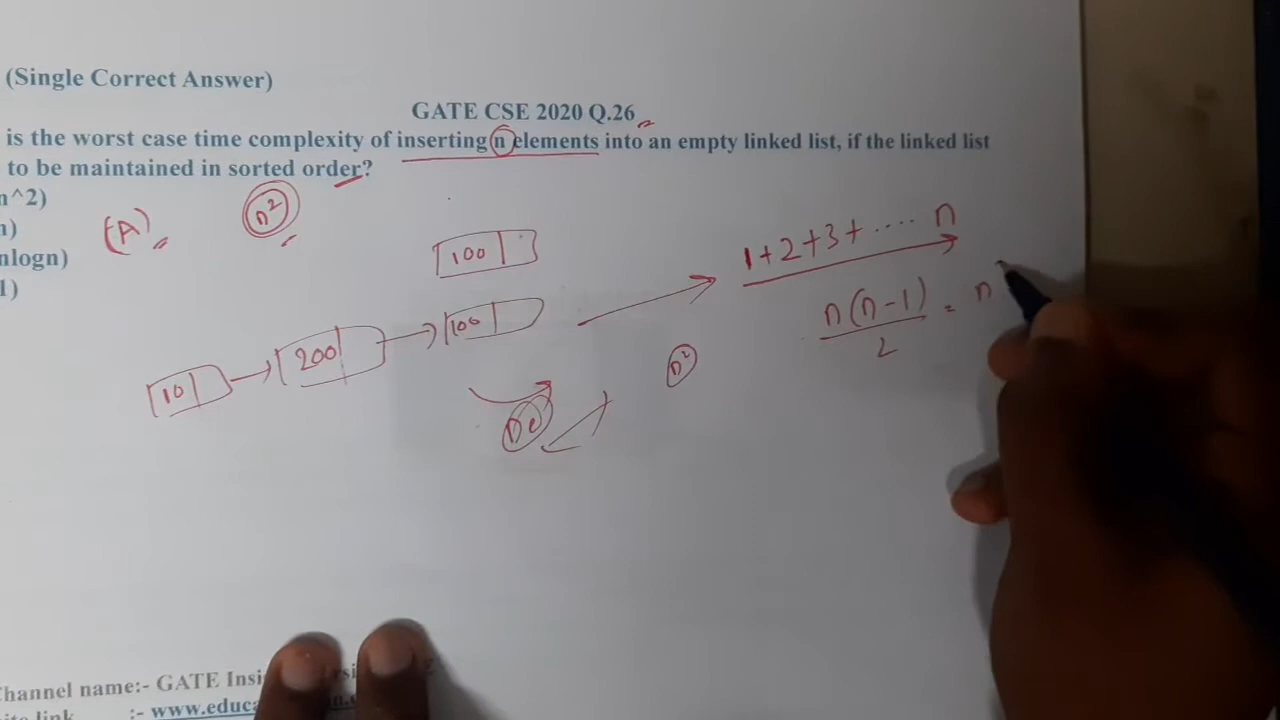 (Single Correct Answer)
GATE CSE 2020 Q.26
is the worst case time complexity of inserting n elements into an empty linked list, if the linked list
to be maintained in sorted order?
n^2)
n)
nlogn)
1)
(A)
n²
100
1+2+3+.... n
10 200 100
n(n-1)
2
= n
n²
Channel name:- GATE Insi
:- www.educa